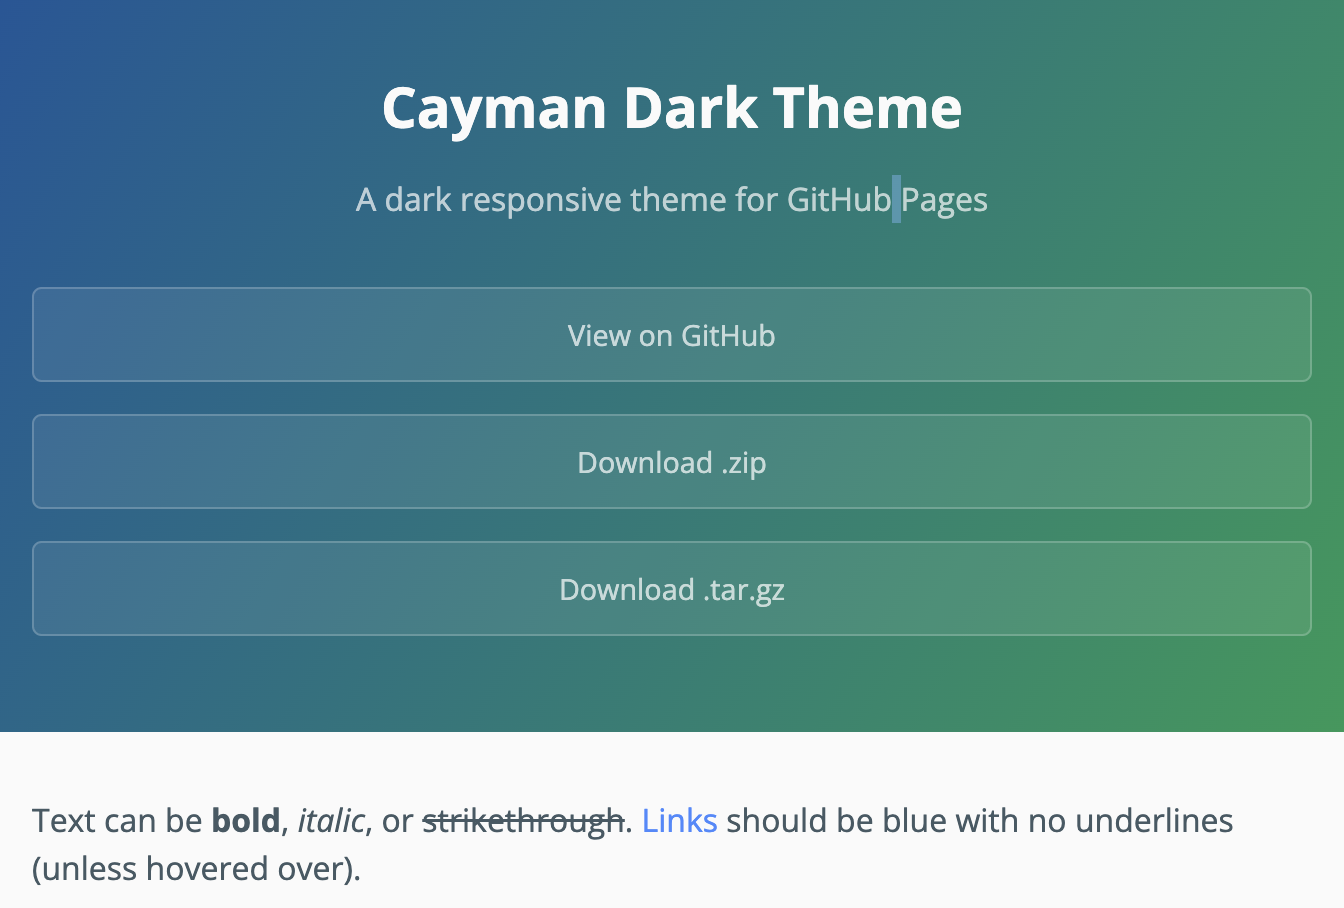 Cayman Dark Theme
A dark responsive theme for GitHub Pages
View on GitHub
Download .zip
Download .tar.gz
Text can be bold, italic, or strikethrough. Links should be blue with no underlines
(unless hovered over).